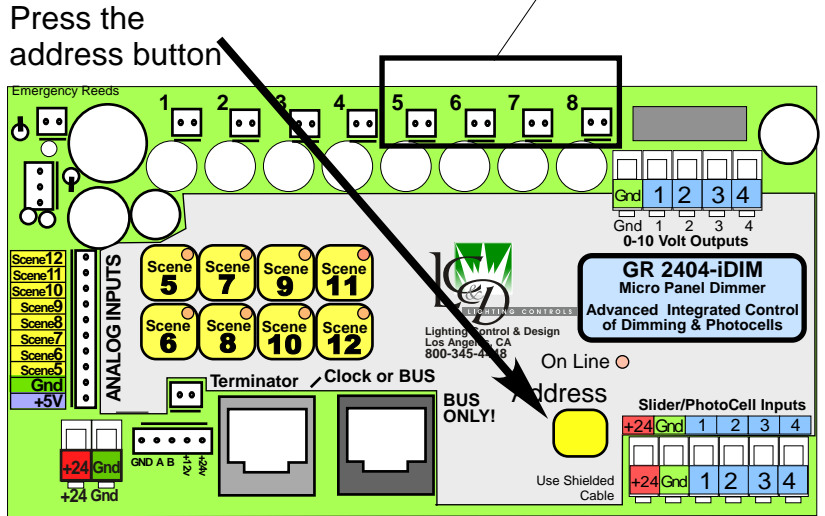 Press the
address button
Emergency Reeds
1 2 3 4 5 6 7 8
Gnd 1 2 3 4
Gnd 1 2 3 4
0-10 Volt Outputs
Scene12
Scene11
Scene10
Scene9
Scene8
Scene7
Scene6
Scene5
Gnd
+5V
ANALOG INPUTS
Scene 5
Scene 7
Scene 9
Scene 11
Scene 6
Scene 8
Scene 10
Scene 12
LC&D
LIGHTING CONTROLS
Lighting Control & Design
Los Angeles, CA
800-345-4448
GR 2404-iDIM
Micro Panel Dimmer
Advanced Integrated Control
of Dimming & Photocells
On Line
Address
Terminator
Clock or BUS
BUS
ONLY!
Slider/PhotoCell Inputs
+24 Gnd 1 2 3 4
+24 Gnd 1 2 3 4
Use Shielded
Cable
+24 Gnd
+24 Gnd
GND A B +12v +24v